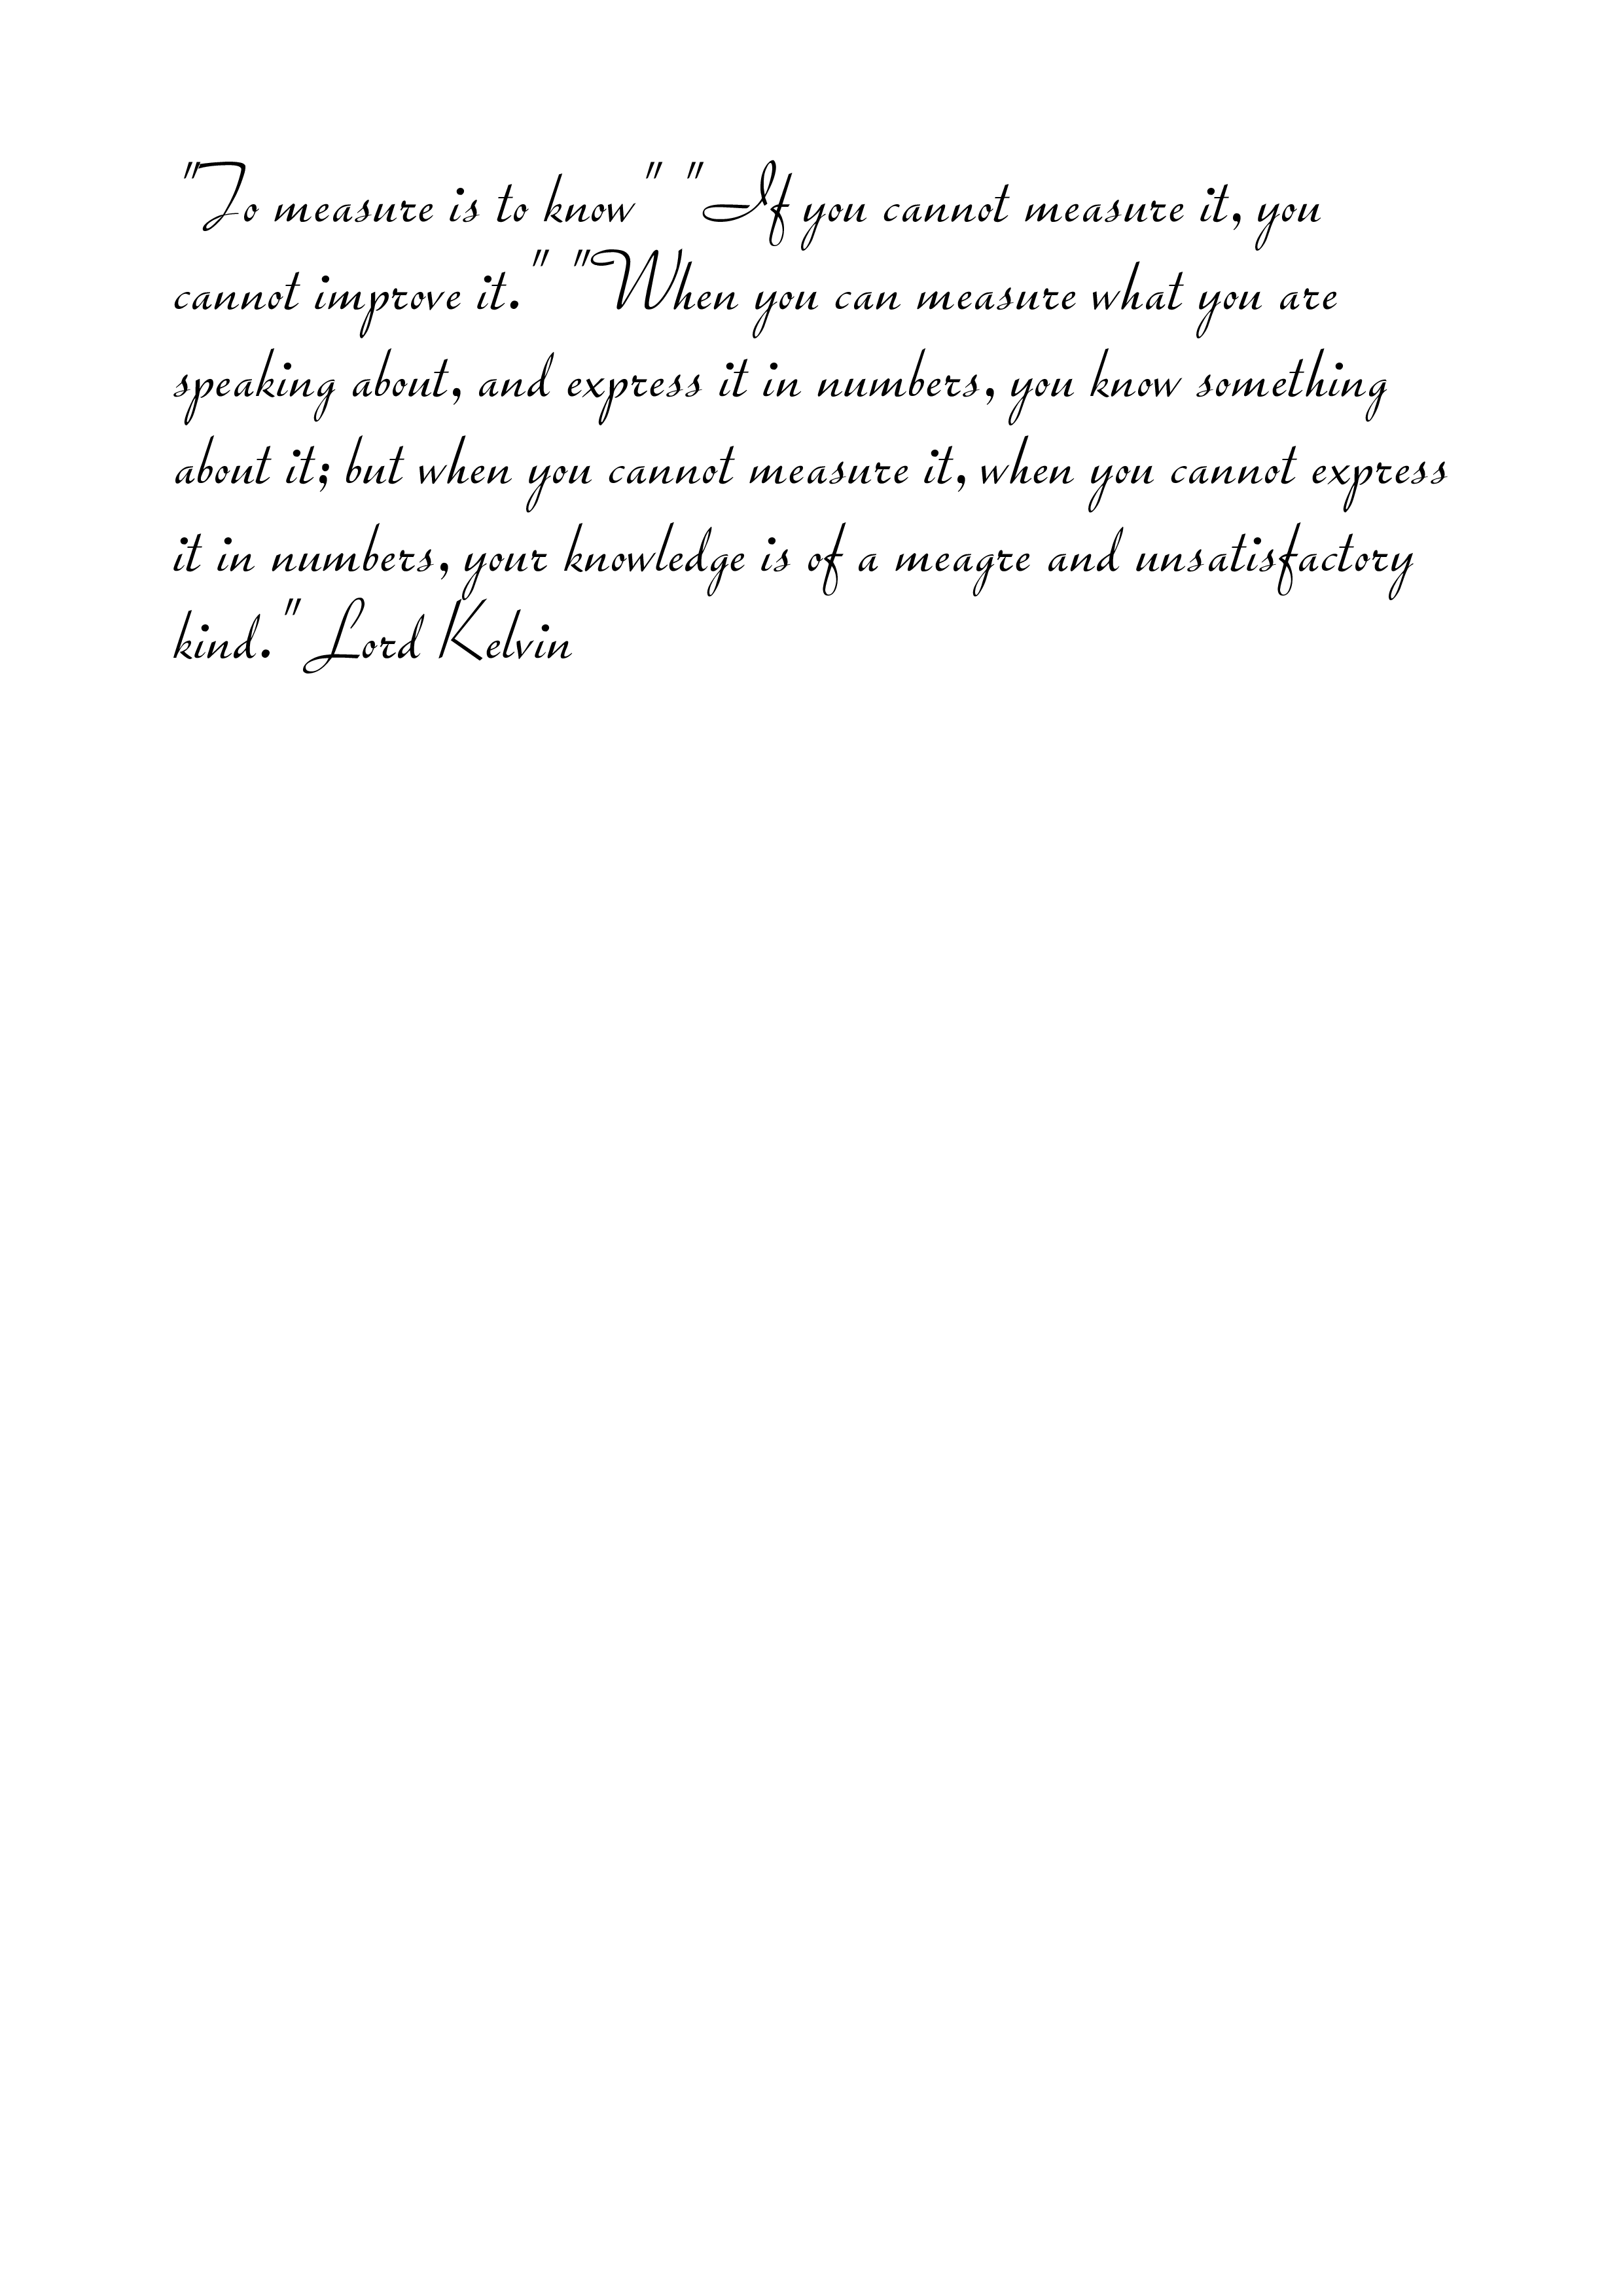 "To measure is to know" "If you cannot measure it, you
cannot improve it." "When you can measure what you are
speaking about, and express it in numbers, you know something
about it; but when you cannot measure it, when you cannot express
it in numbers, your knowledge is of a meagre and unsatisfactory
kind." Lord Kelvin